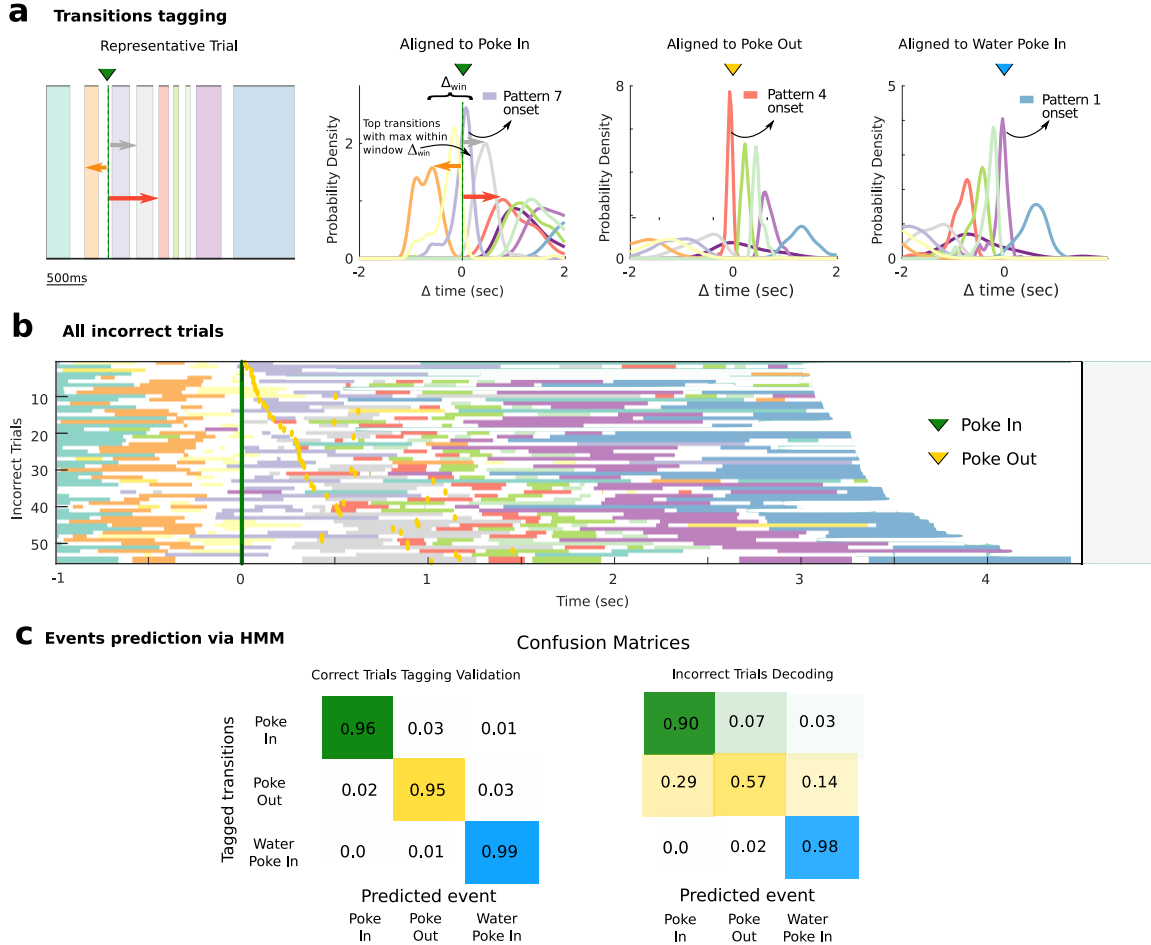 a Transitions tagging
Representative Trial
500ms
Aligned to Poke In
Δwin
Pattern 7
onset
Top transitions
with max within
window Δwin
Probability Density
2
0
-2 0 2
Δ time (sec)
Aligned to Poke Out
Pattern 4
onset
Probability Density
8
0
-2 0 2
Δ time (sec)
Aligned to Water Poke In
Pattern 1
onset
Probability Density
5
0
-2 0
Δ time (sec)
b All incorrect trials
Incorrect Trials
10
20
30
40
50
Poke In
Poke Out
-1 0 1 2 3 4
Time (sec)
c Events prediction via HMM
Confusion Matrices
Correct Trials Tagging Validation
Incorrect Trials Decoding
Tagged transitions
Poke
In
Poke
Out
Water
Poke In
0.96 0.03 0.01
0.02 0.95 0.03
0.0 0.01 0.99
Predicted event
Poke
In
Poke
Out
Water
Poke In
0.90 0.07 0.03
0.29 0.57 0.14
0.0 0.02 0.98
Predicted event
Poke
In
Poke
Out
Water
Poke In